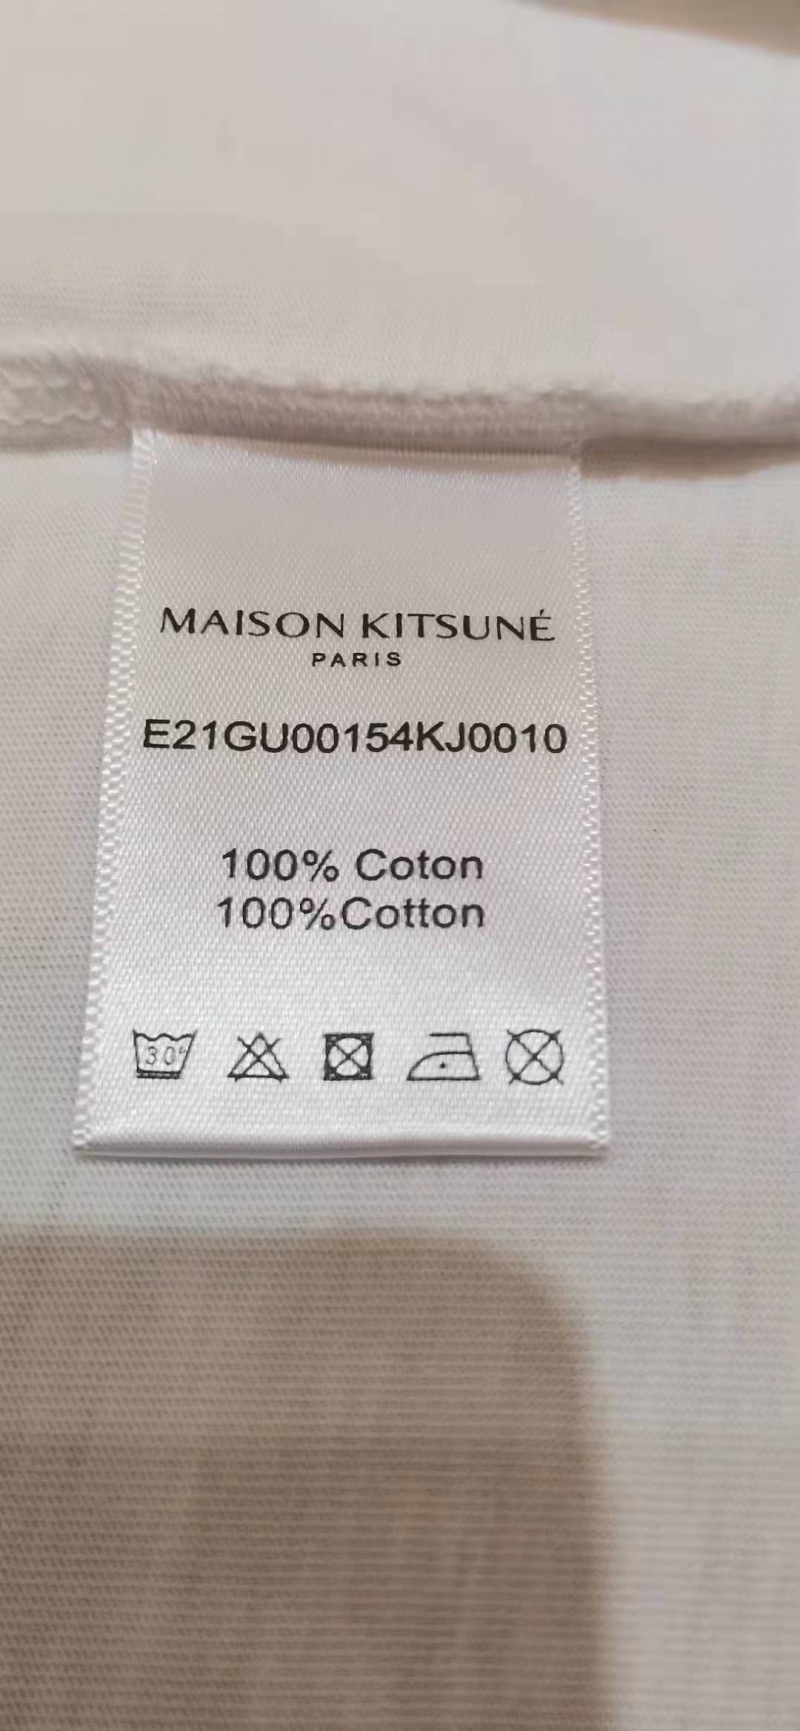 MAISON KITSUNÉ
PARIS
E21GU00154KJ0010
100% Coton
100%Cotton
30°